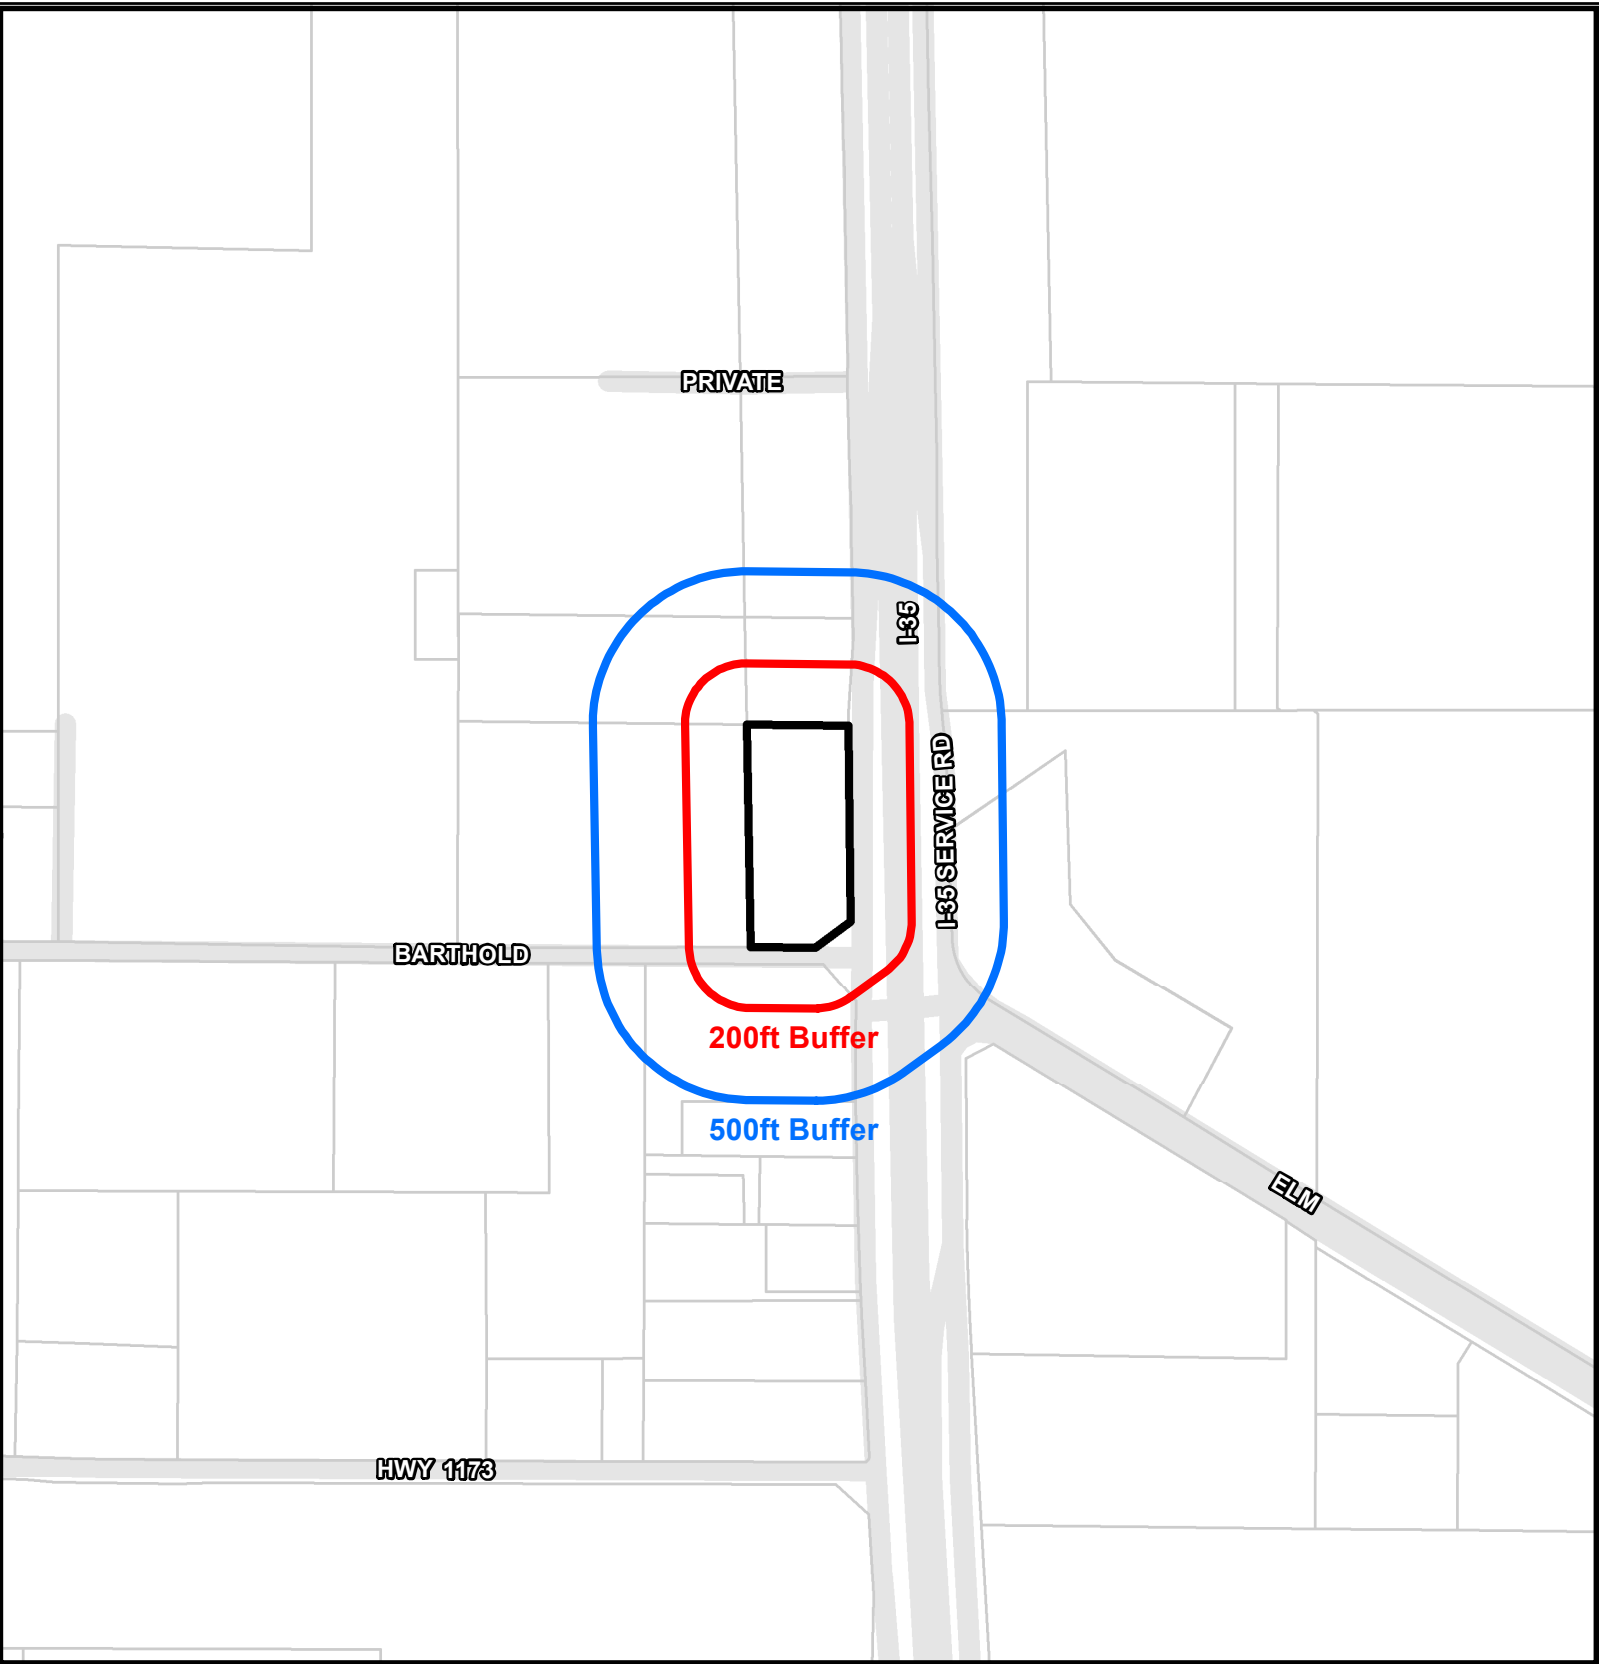 PRIVATE
I-35
I-35 SERVICE RD
BARTHOLD
200ft Buffer
500ft Buffer
ELM
HWY 1173